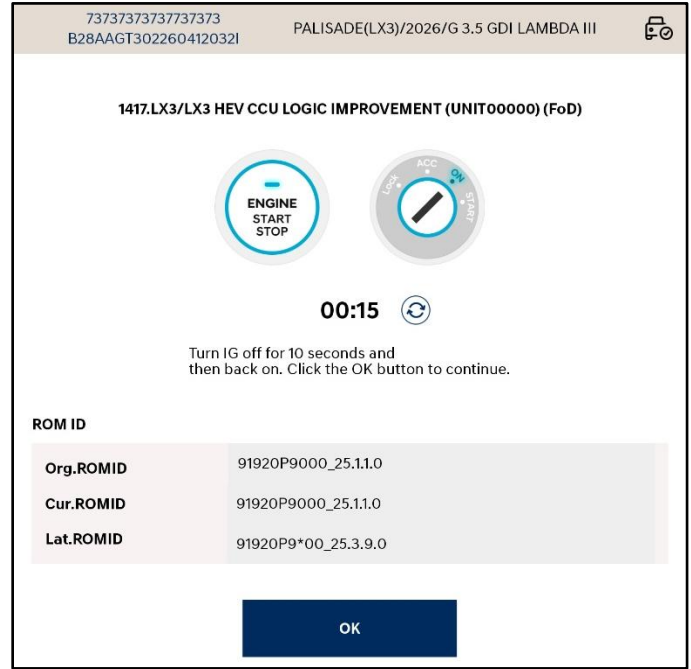 73737373737737373
B28AAGT302260412032I
PALISADE(LX3)/2026/G 3.5 GDI LAMBDA III
1417.LX3/LX3 HEV CCU LOGIC IMPROVEMENT (UNIT00000) (FoD)
ENGINE
START
STOP
Lock
ACC
ON
START
00:15
Turn IG off for 10 seconds and
then back on. Click the OK button to continue.
ROM ID
Org.ROMID 91920P9000_25.1.1.0
Cur.ROMID 91920P9000_25.1.1.0
Lat.ROMID 91920P9*00_25.3.9.0
OK